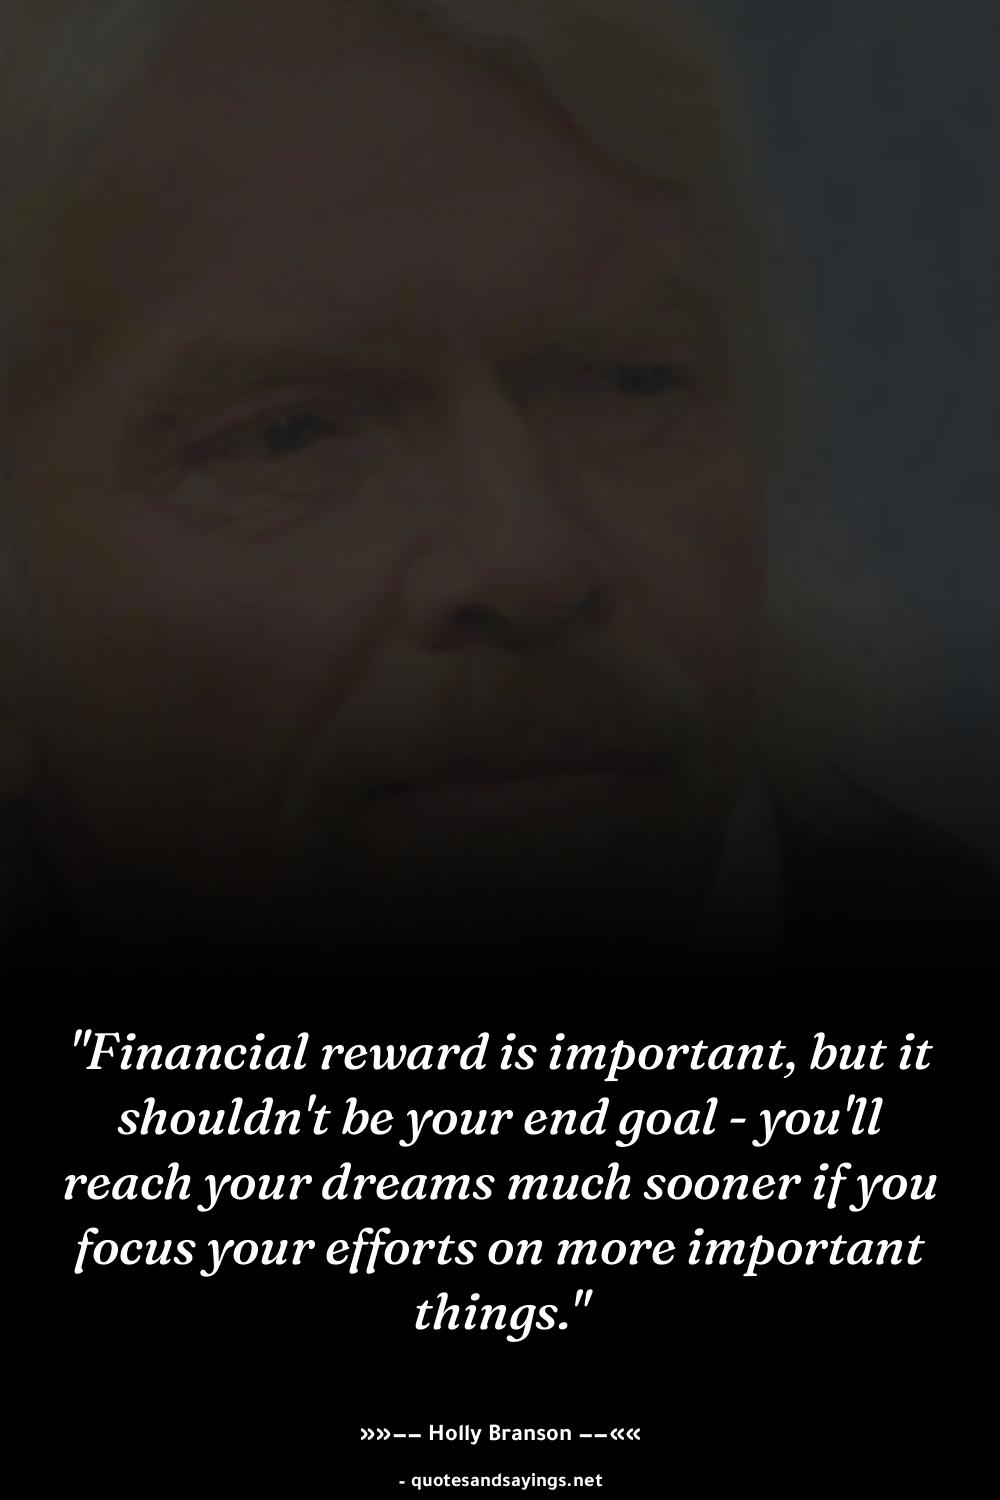 "Financial reward is important, but it
shouldn't be your end goal - you'll
reach your dreams much sooner if you
focus your efforts on more important
things."
»»–– Holly Branson ––««
- quotesandsayings.net